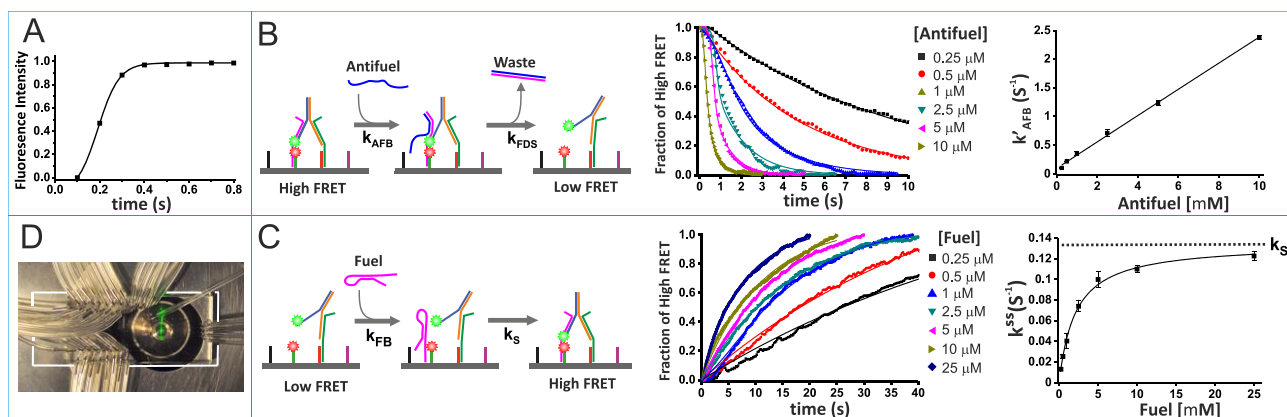 A
Fluoresence Intensity
1.0
0.8
0.6
0.4
0.2
0.0
0.0 0.2 0.4 0.6 0.8
time (s)
B
Antifuel
Waste
kAFB
kFDS
High FRET
Low FRET
Fraction of High FRET
1.0
0.8
0.6
0.4
0.2
0.0
0 1 2 3 4 5 6 7 8 9 10
time (s)
[Antifuel]
0.25 µM
0.5 µM
1 µM
2.5 µM
5 µM
10 µM
k'AFB (S-1)
2.5
2
1.5
1
0.5
0
0 2 4 6 8 10
Antifuel [mM]
D
C
Fuel
kFB
kS
Low FRET
High FRET
Fraction of High FRET
1.0
0.8
0.6
0.4
0.2
0.0
0 5 10 15 20 25 30 35 40
time (s)
[Fuel]
0.25 µM
0.5 µM
1 µM
2.5 µM
5 µM
10 µM
25 µM
kss(S-1)
0.14
0.12
0.10
0.08
0.06
0.04
0.02
0
0 5 10 15 20 25
Fuel [mM]
kS